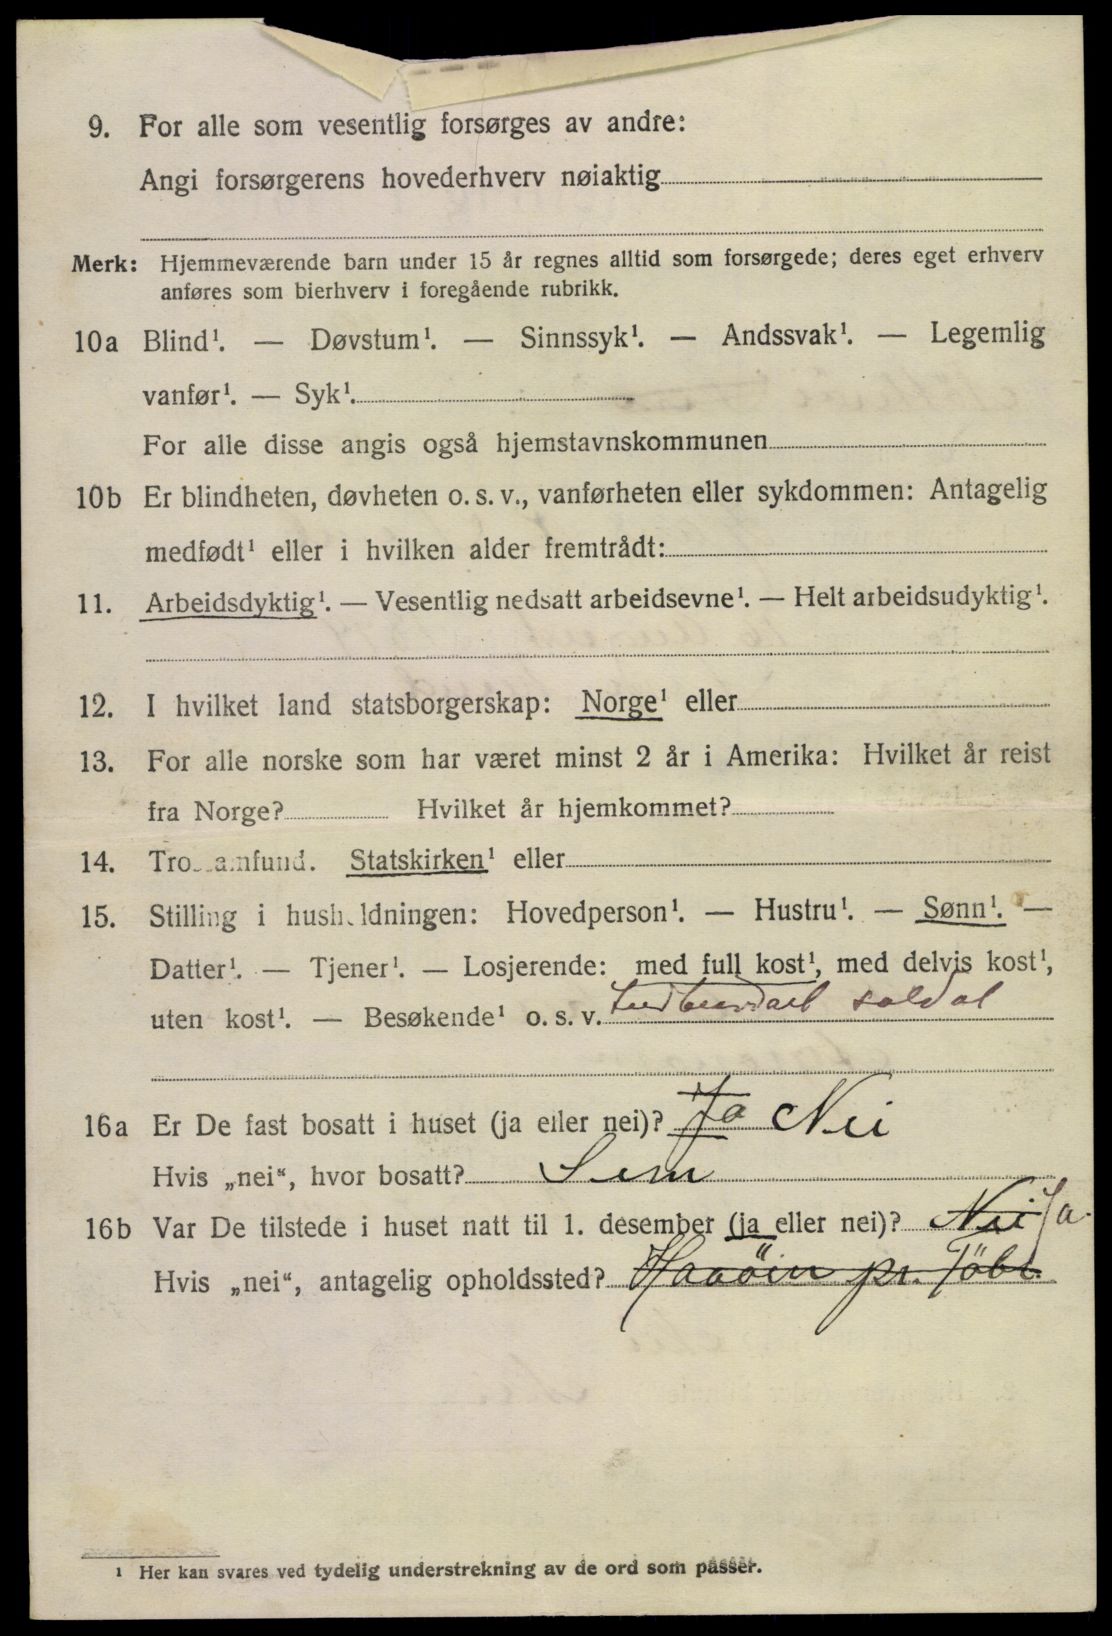 9. For alle som vesentlig forsørges av andre:
Angi forsørgerens hovederhverv nøiaktig
Merk: Hjemmeværende barn under 15 år regnes alltid som forsørgede; deres eget erhverv
anføres som bierhverv i foregående rubrikk.
10a Blind¹. — Døvstum¹. — Sinnssyk¹. — Andssvak¹. — Legemlig
vanfør¹. — Syk¹.
For alle disse angis også hjemstavnskommunen
10b Er blindheten, døvheten o. s. v., vanførheten eller sykdommen: Antagelig
medfødt¹ eller i hvilken alder fremtrådt:
11. Arbeidsdyktig¹. — Vesentlig nedsatt arbeidsevne¹. — Helt arbeidsudyktig¹.
12. I hvilket land statsborgerskap: Norge¹ eller
13. For alle norske som har været minst 2 år i Amerika: Hvilket år reist
fra Norge? Hvilket år hjemkommet?
14. Trossamfund. Statskirken¹ eller
15. Stilling i husholdningen: Hovedperson¹. — Hustru¹. — Sønn¹. —
Datter¹. — Tjener¹. — Losjerende: med full kost¹, med delvis kost¹,
uten kost¹. — Besøkende¹ o. s. v. soldat
16a Er De fast bosatt i huset (ja eller nei)? Ja Nei
Hvis „nei“, hvor bosatt? Sem
16b Var De tilstede i huset natt til 1. desember (ja eller nei)? Nei Ja.
Hvis „nei“, antagelig opholdssted? pr.
¹ Her kan svares ved tydelig understrekning av de ord som passer.